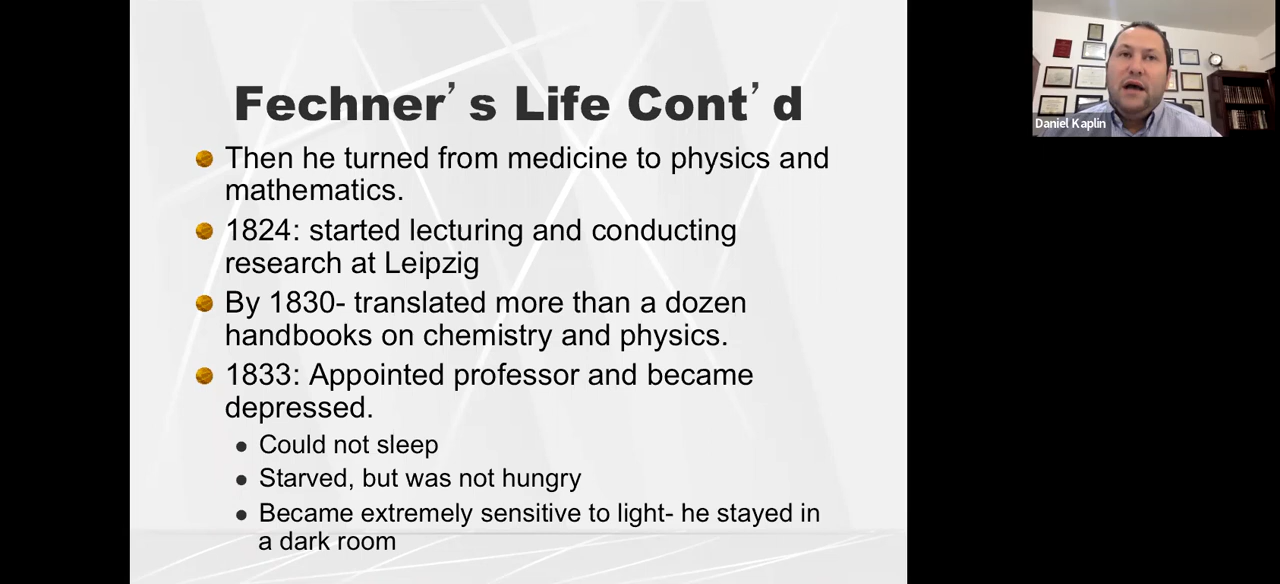 Fechner’s Life Cont’d
Then he turned from medicine to physics and
mathematics.
1824: started lecturing and conducting
research at Leipzig
By 1830- translated more than a dozen
handbooks on chemistry and physics.
1833: Appointed professor and became
depressed.
Could not sleep
Starved, but was not hungry
Became extremely sensitive to light- he stayed in
a dark room
Daniel Kaplin